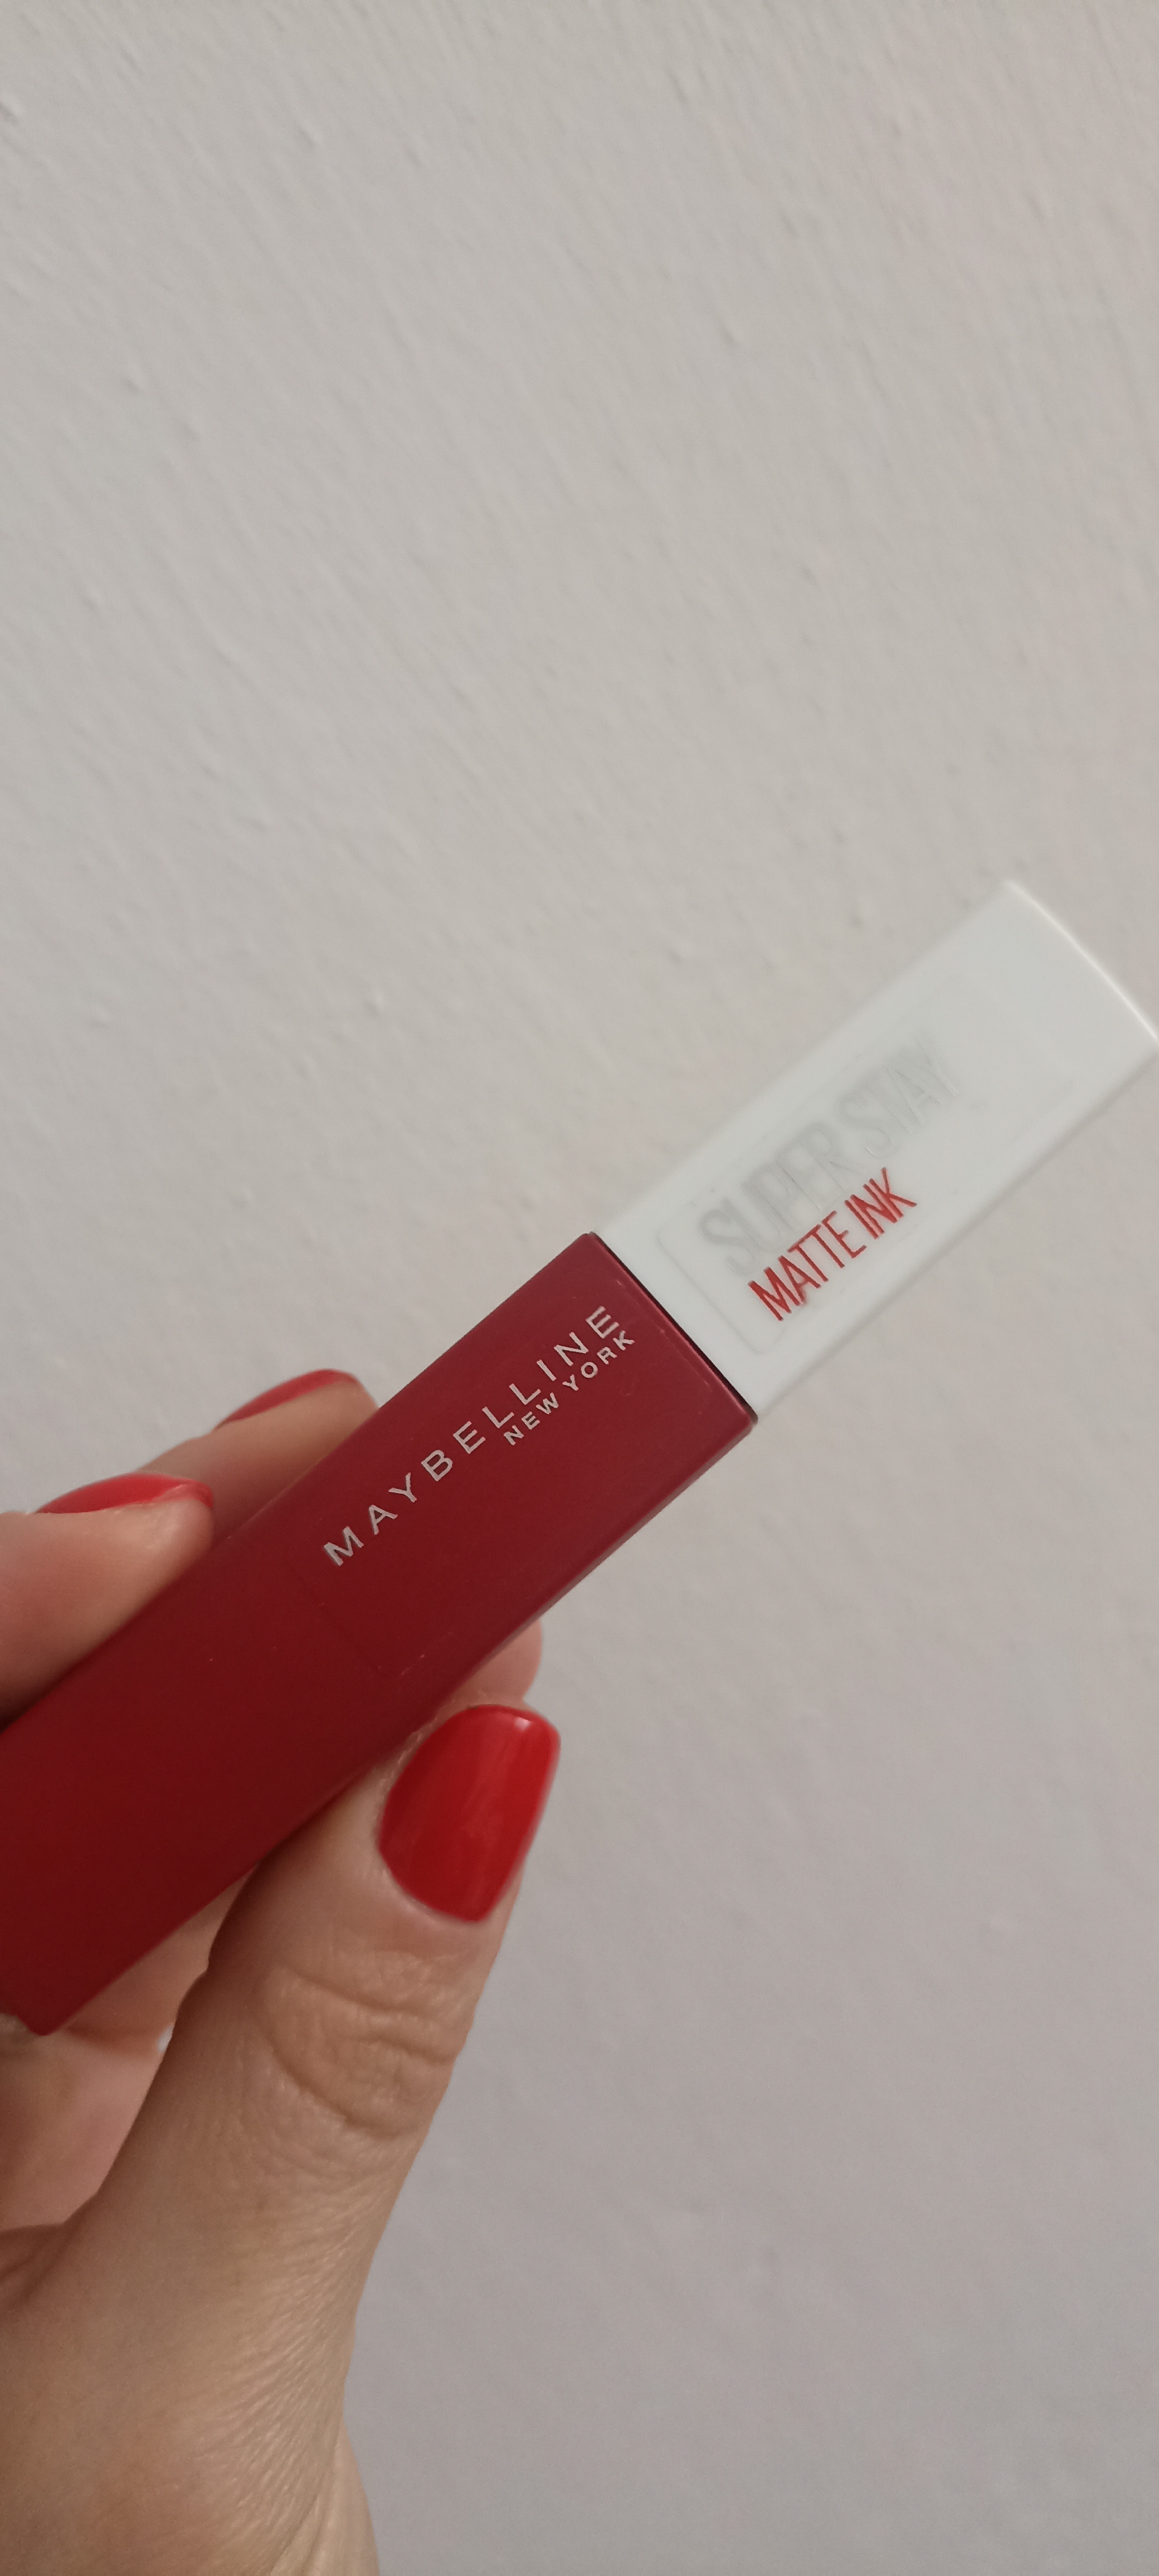 MAYBELLINE
NEW YORK
SUPER STAY
MATTE INK